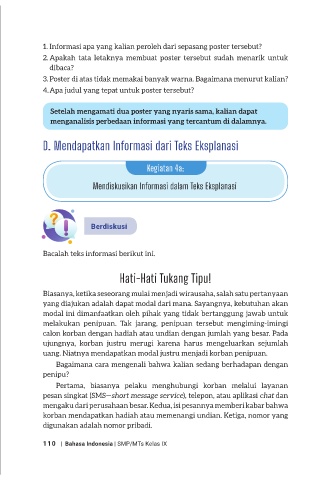 1. Informasi apa yang kalian peroleh dari sepasang poster tersebut?
2. Apakah tata letaknya membuat poster tersebut sudah menarik untuk
dibaca?
3. Poster di atas tidak memakai banyak warna. Bagaimana menurut kalian?
4. Apa judul yang tepat untuk poster tersebut?
Setelah mengamati dua poster yang nyaris sama, kalian dapat
menganalisis perbedaan informasi yang tercantum di dalamnya.
D. Mendapatkan Informasi dari Teks Eksplanasi
Kegiatan 4a:
Mendiskusikan Informasi dalam Teks Eksplanasi
Berdiskusi
Bacalah teks informasi berikut ini.
Hati-Hati Tukang Tipu!
Biasanya, ketika seseorang mulai menjadi wirausaha, salah satu pertanyaan
yang diajukan adalah dapat modal dari mana. Sayangnya, kebutuhan akan
modal ini dimanfaatkan oleh pihak yang tidak bertanggung jawab untuk
melakukan penipuan. Tak jarang, penipuan tersebut mengiming-imingi
calon korban dengan hadiah atau undian dengan jumlah yang besar. Pada
ujungnya, korban justru merugi karena harus mengeluarkan sejumlah
uang. Niatnya mendapatkan modal justru menjadi korban penipuan.
Bagaimana cara mengenali bahwa kalian sedang berhadapan dengan
penipu?
Pertama, biasanya pelaku menghubungi korban melalui layanan
pesan singkat (SMS—short message service), telepon, atau aplikasi chat dan
mengaku dari perusahaan besar. Kedua, isi pesannya memberi kabar bahwa
korban mendapatkan hadiah atau memenangi undian. Ketiga, nomor yang
digunakan adalah nomor pribadi.
110 | Bahasa Indonesia | SMP/MTs Kelas IX